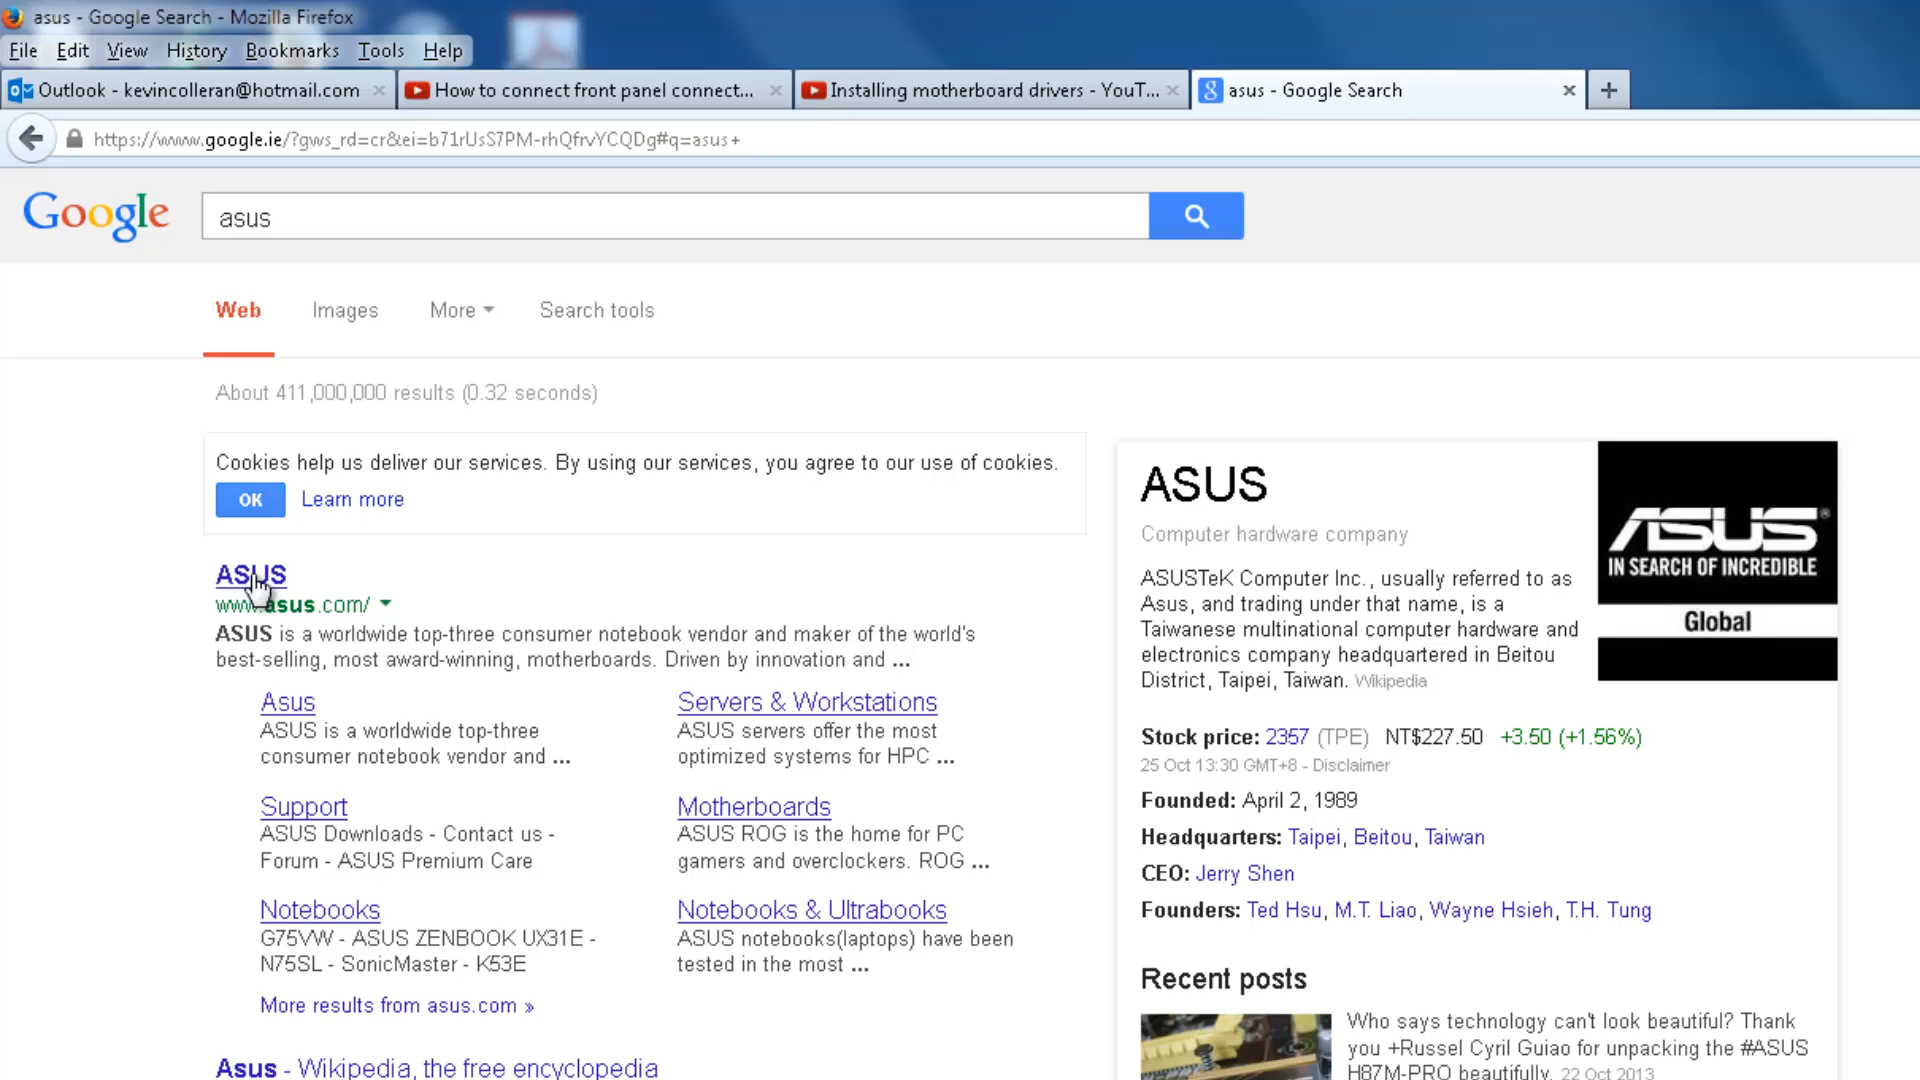 asus - Google Search - Mozilla Firefox
File Edit View History Bookmarks Tools Help
Outlook - kevincolleran@hotmail.com
How to connect front panel connect...
Installing motherboard drivers - YouT...
asus - Google Search
https://www.google.ie/?gws_rd=cr&ei=b71rUsS7PM-rhQfrvYCQDg#q=asus+
Google
asus
Web Images More Search tools
About 411,000,000 results (0.32 seconds)
Cookies help us deliver our services. By using our services, you agree to our use of cookies.
OK Learn more
ASUS
www.asus.com/
ASUS is a worldwide top-three consumer notebook vendor and maker of the world's
best-selling, most award-winning, motherboards. Driven by innovation and ...
Asus
ASUS is a worldwide top-three
consumer notebook vendor and ...
Servers & Workstations
ASUS servers offer the most
optimized systems for HPC ...
Support
ASUS Downloads - Contact us -
Forum - ASUS Premium Care
Motherboards
ASUS ROG is the home for PC
gamers and overclockers. ROG ...
Notebooks
G75VW - ASUS ZENBOOK UX31E -
N75SL - SonicMaster - K53E
Notebooks & Ultrabooks
ASUS notebooks(laptops) have been
tested in the most ...
More results from asus.com »
Asus - Wikipedia, the free encyclopedia
ASUS
Computer hardware company
ASUSTeK Computer Inc., usually referred to as
Asus, and trading under that name, is a
Taiwanese multinational computer hardware and
electronics company headquartered in Beitou
District, Taipei, Taiwan. Wikipedia
ASUS®
IN SEARCH OF INCREDIBLE
Global
Stock price: 2357 (TPE) NT$227.50 +3.50 (+1.56%)
25 Oct 13:30 GMT+8 - Disclaimer
Founded: April 2, 1989
Headquarters: Taipei, Beitou, Taiwan
CEO: Jerry Shen
Founders: Ted Hsu, M.T. Liao, Wayne Hsieh, T.H. Tung
Recent posts
Who says technology can't look beautiful? Thank
you +Russel Cyril Guiao for unpacking the #ASUS
H87M-PRO beautifully. 22 Oct 2013